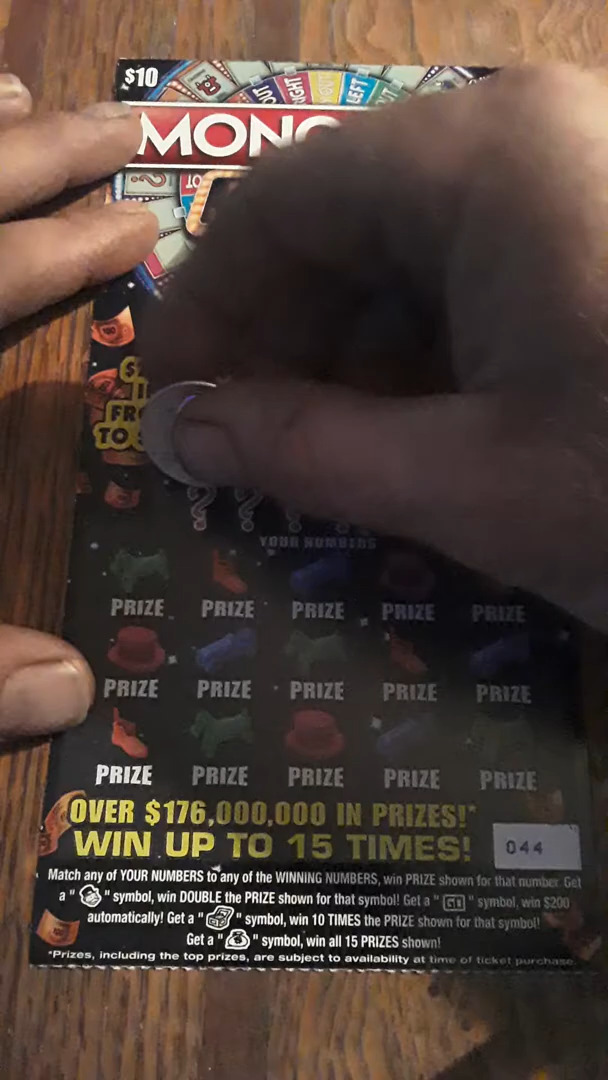 $10
OUT
LEFT
MONO
?
FR
TO $
? ? ?
YOUR NUMBERS
PRIZE PRIZE PRIZE PRIZE PRIZE
PRIZE PRIZE PRIZE PRIZE PRIZE
PRIZE PRIZE PRIZE PRIZE PRIZE
OVER $176,000,000 IN PRIZES!*
WIN UP TO 15 TIMES!
044
Match any of YOUR NUMBERS to any of the WINNING NUMBERS, win PRIZE shown for that number. Get
a " " symbol, win DOUBLE the PRIZE shown for that symbol! Get a " GO " symbol, win $200
automatically! Get a " " symbol, win 10 TIMES the PRIZE shown for that symbol!
Get a " " symbol, win all 15 PRIZES shown!
*Prizes, including the top prizes, are subject to availability at time of ticket purchase.